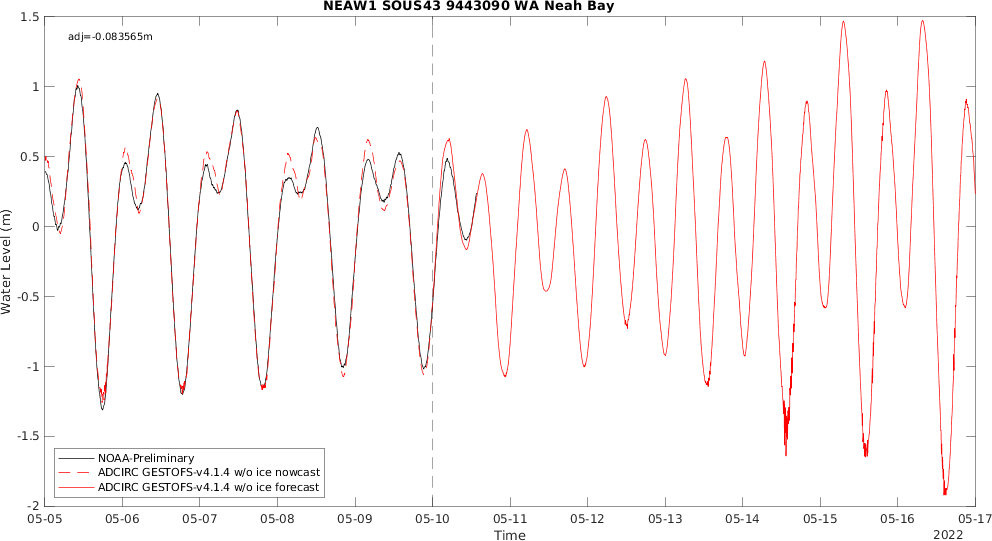 NEAW1 SOUS43 9443090 WA Neah Bay
adj=-0.083565m
1.5
1
0.5
0
-0.5
-1
-1.5
-2
Water Level (m)
NOAA-Preliminary
ADCIRC GESTOFS-v4.1.4 w/o ice nowcast
ADCIRC GESTOFS-v4.1.4 w/o ice forecast
05-05 05-06 05-07 05-08 05-09 05-10 05-11 05-12 05-13 05-14 05-15 05-16 05-17
Time
2022